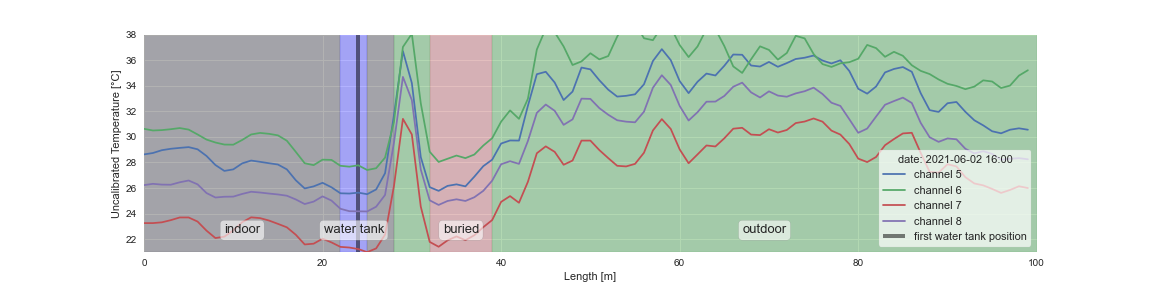 38
36
34
32
30
28
26
24
22
Uncalibrated Temperature [°C]
indoor
water tank
buried
outdoor
date: 2021-06-02 16:00
channel 5
channel 6
channel 7
channel 8
first water tank position
0
20
40
60
80
100
Length [m]